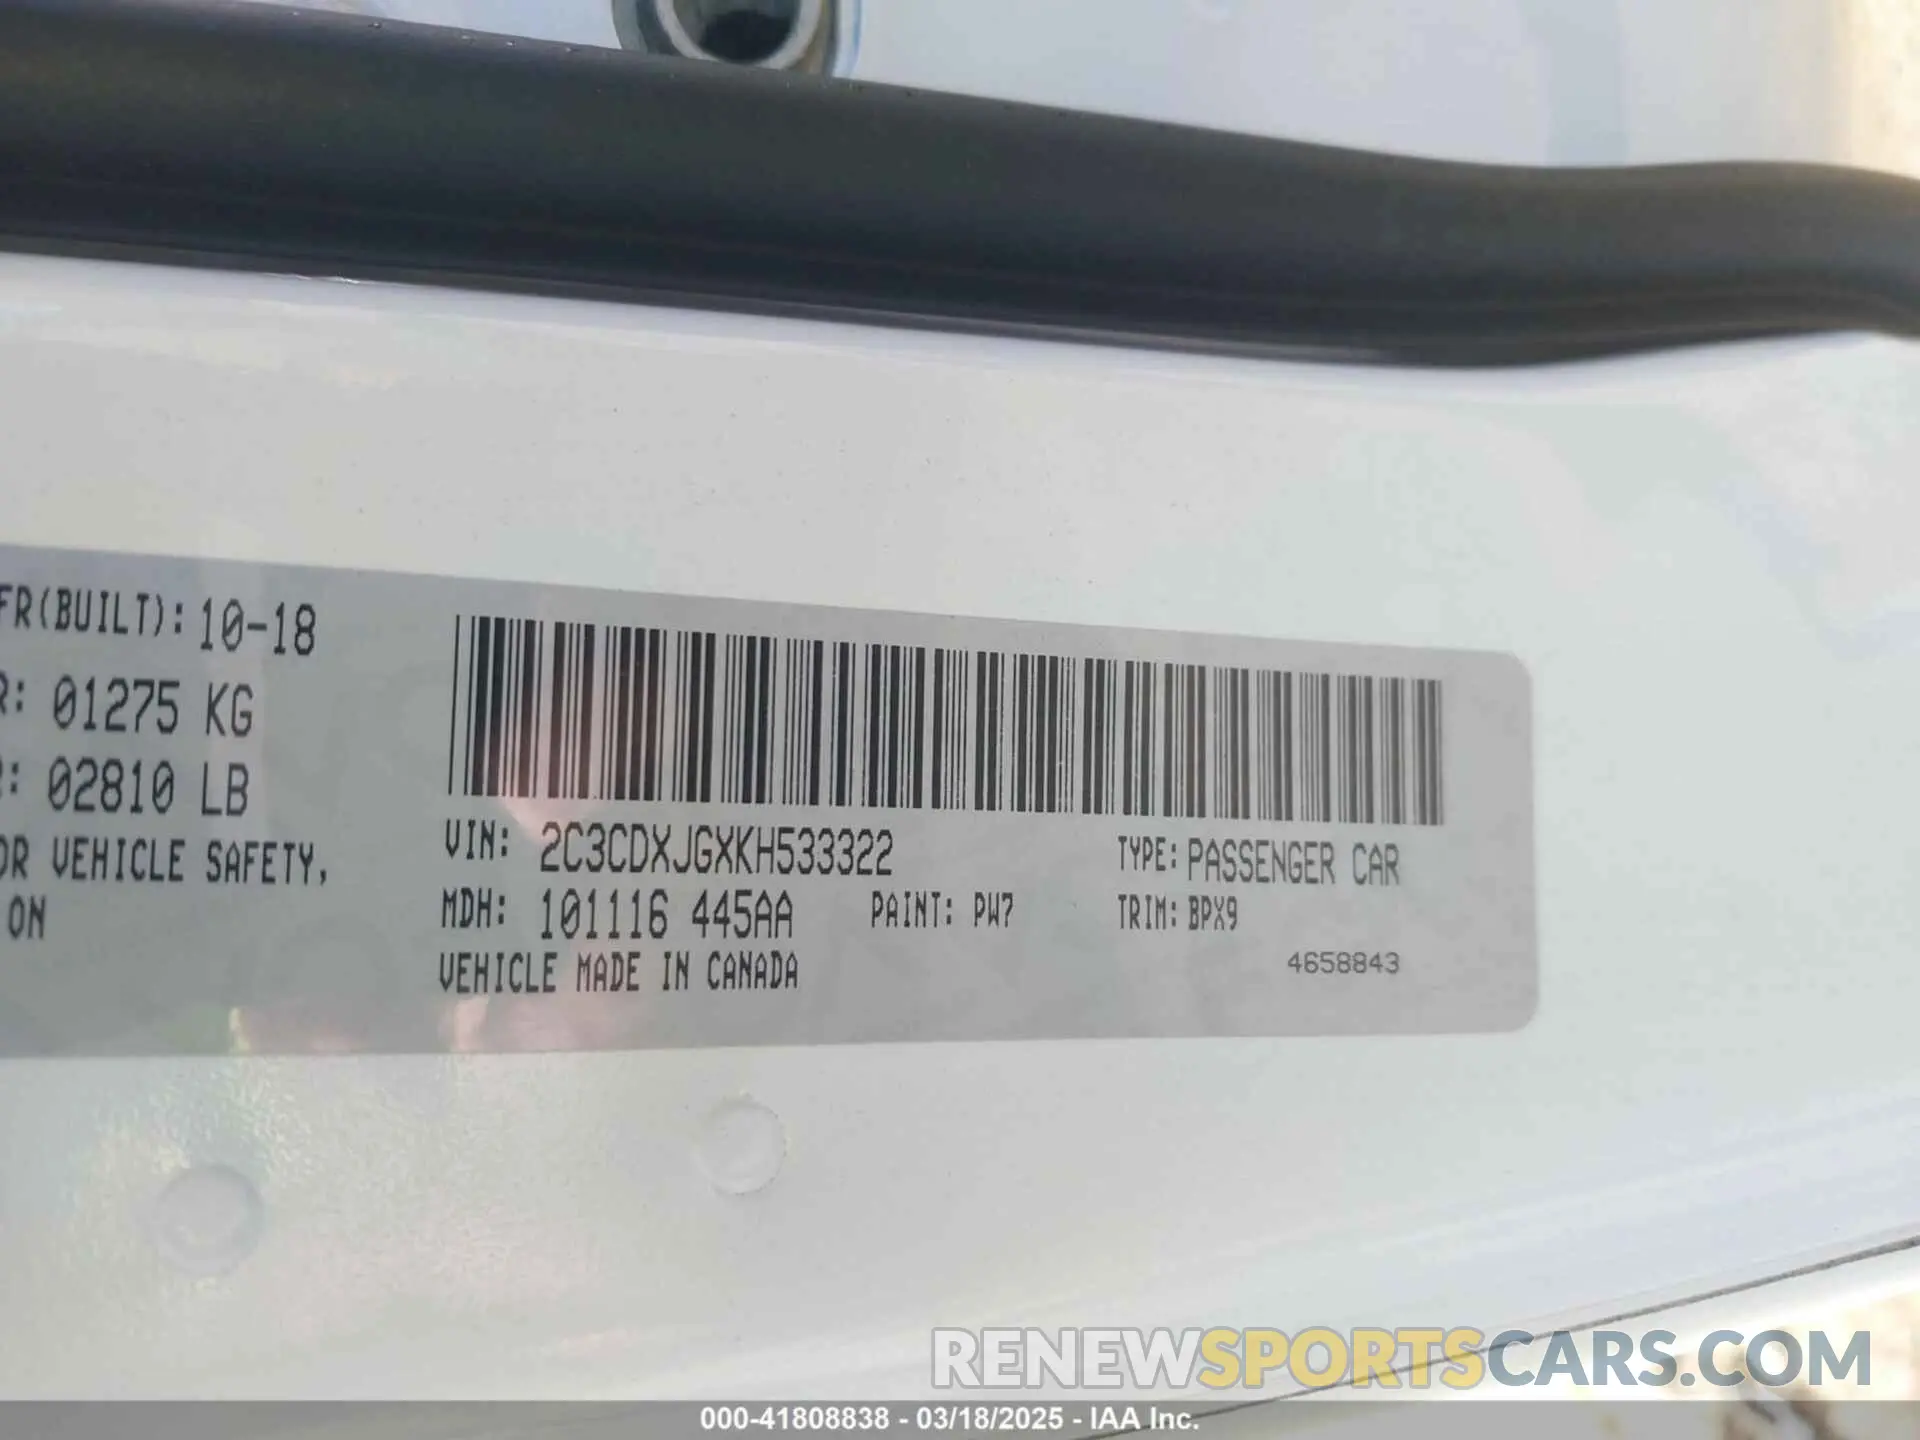 FR(BUILT): 10-18
R: 01275 KG
R: 02810 LB
OR VEHICLE SAFETY,
ON
VIN: 2C3CDXJGXKH533322
TYPE: PASSENGER CAR
MDH: 101116 445AA
PAINT: PW7
TRIM: BPX9
VEHICLE MADE IN CANADA
4658843
RENEWSPORTSCARS.COM
000-41808838 - 03/18/2025 - IAA Inc.